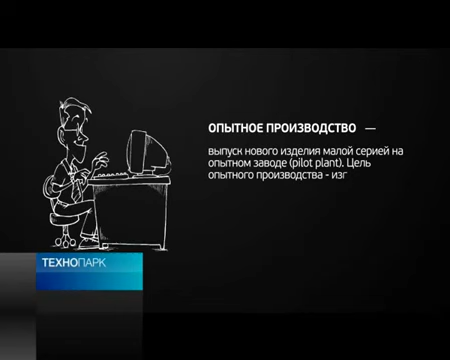 ОПЫТНОЕ ПРОИЗВОДСТВО —
выпуск нового изделия малой серией на
опытном заводе (pilot plant). Цель
опытного производства - изг
ТЕХНОПАРК